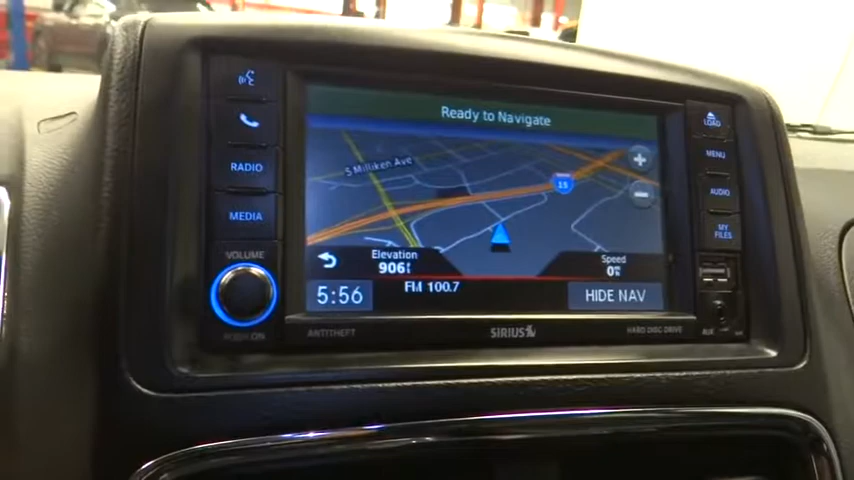 Ready to Navigate
LOAD
RADIO
MEDIA
MENU
AUDIO
MY
FILES
S Milliken Ave
15
+
−
VOLUME
Elevation
906ft
Speed
0
5:56
FM 100.7
HIDE NAV
AUX
PUSH ON
ANTITHEFT
SIRIUS
HARD DISC DRIVE